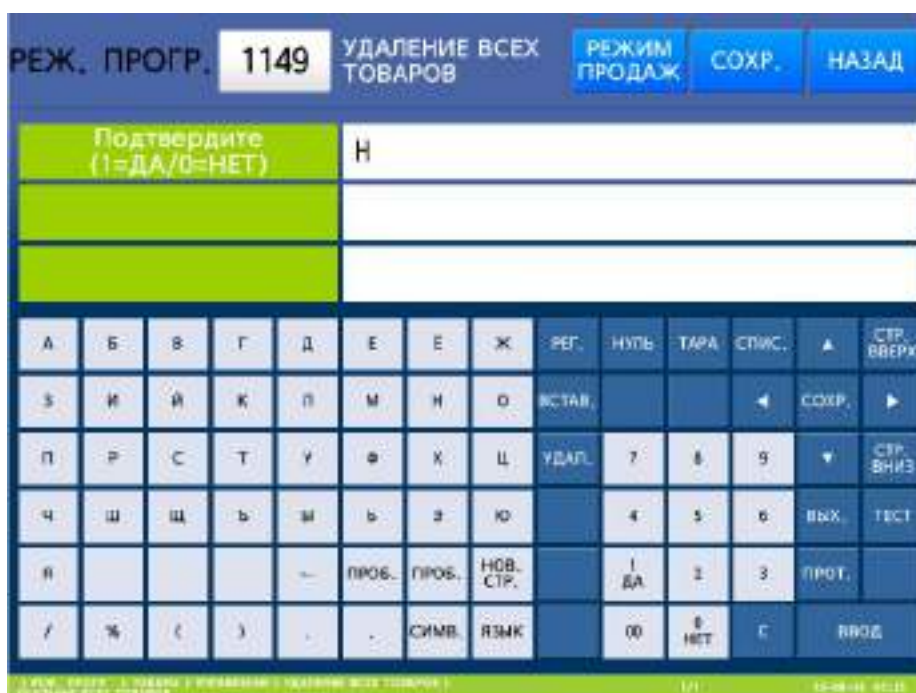 РЕЖ. ПРОГР. 1149 УДАЛЕНИЕ ВСЕХ ТОВАРОВ РЕЖИМ ПРОДАЖ СОХР. НАЗАД
Подтвердите Н
(1=ДА/0=НЕТ)
А Б В Г Д Е Ё Ж РЕГ. НУЛЬ ТАРА СПИС. ▲ СТР. ВВЕРХ
З И Й К Л М Н О ВСТАВ. ◄ СОХР. ►
П Р С Т У Ф Х Ц УДАЛ. 7 8 9 ▼ СТР. ВНИЗ
Ч Ш Щ Ъ Ы Ь Э Ю 4 5 6 ВЫХ. ТЕСТ
Я ПРОБ. ПРОБ. НОВ. СТР. 1 ДА 2 3 ПРОТ.
/ % ( ) СИМВ. ЯЗЫК 00 0 НЕТ C ВВОД
1/1